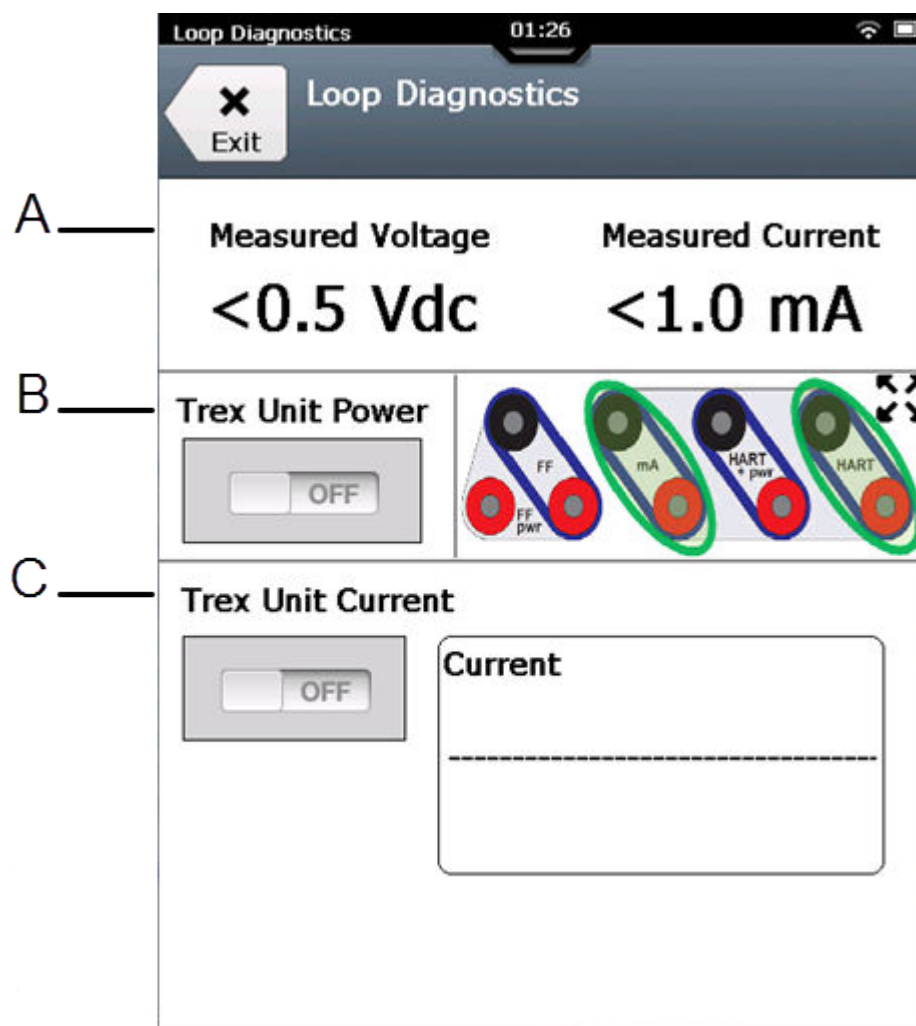 Loop Diagnostics 01:26
Loop Diagnostics
Exit
A
Measured Voltage Measured Current
<0.5 Vdc <1.0 mA
B
Trex Unit Power
OFF
FF mA HART + pwr HART
FF pwr
C
Trex Unit Current
OFF
Current